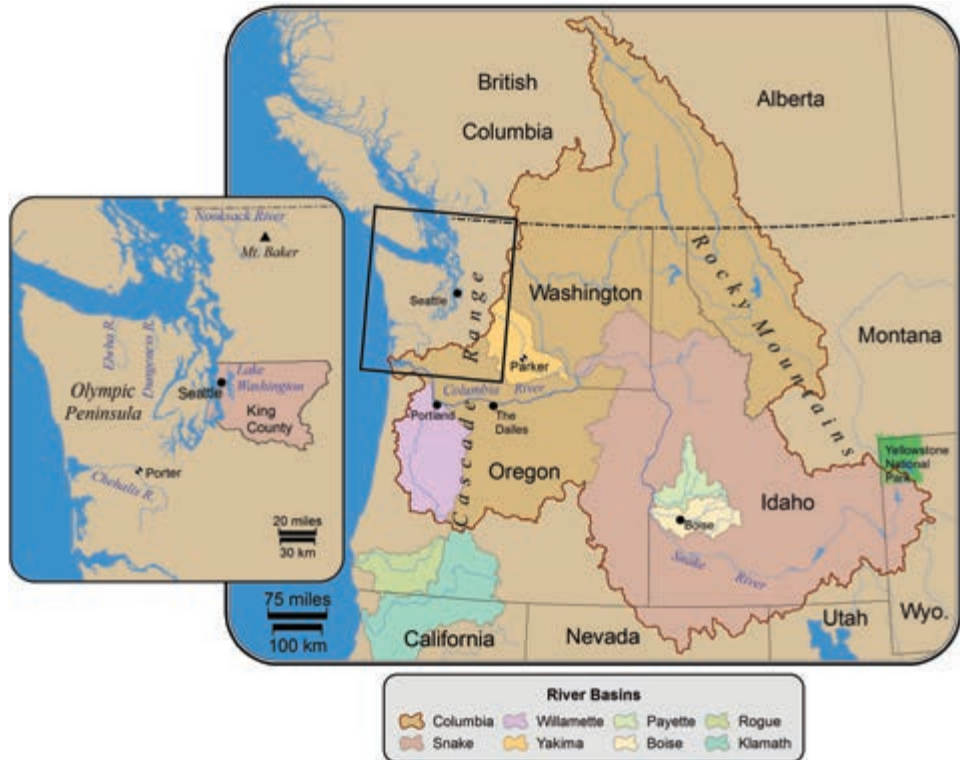 British
Columbia
Alberta
Rocky Mountains
Washington
Montana
Seattle
Cascade Range
Parker
Columbia River
Portland
The
Dalles
Oregon
Idaho
Yellowstone
National
Park
Boise
Snake River
75 miles
100 km
California
Nevada
Utah
Wyo.
Nooksack River
Mt. Baker
Elwha R.
Dungeness R.
Olympic
Peninsula
Seattle
Lake
Washington
King
County
Porter
Chehalis R.
20 miles
30 km
River Basins
Columbia
Willamette
Payette
Rogue
Snake
Yakima
Boise
Klamath